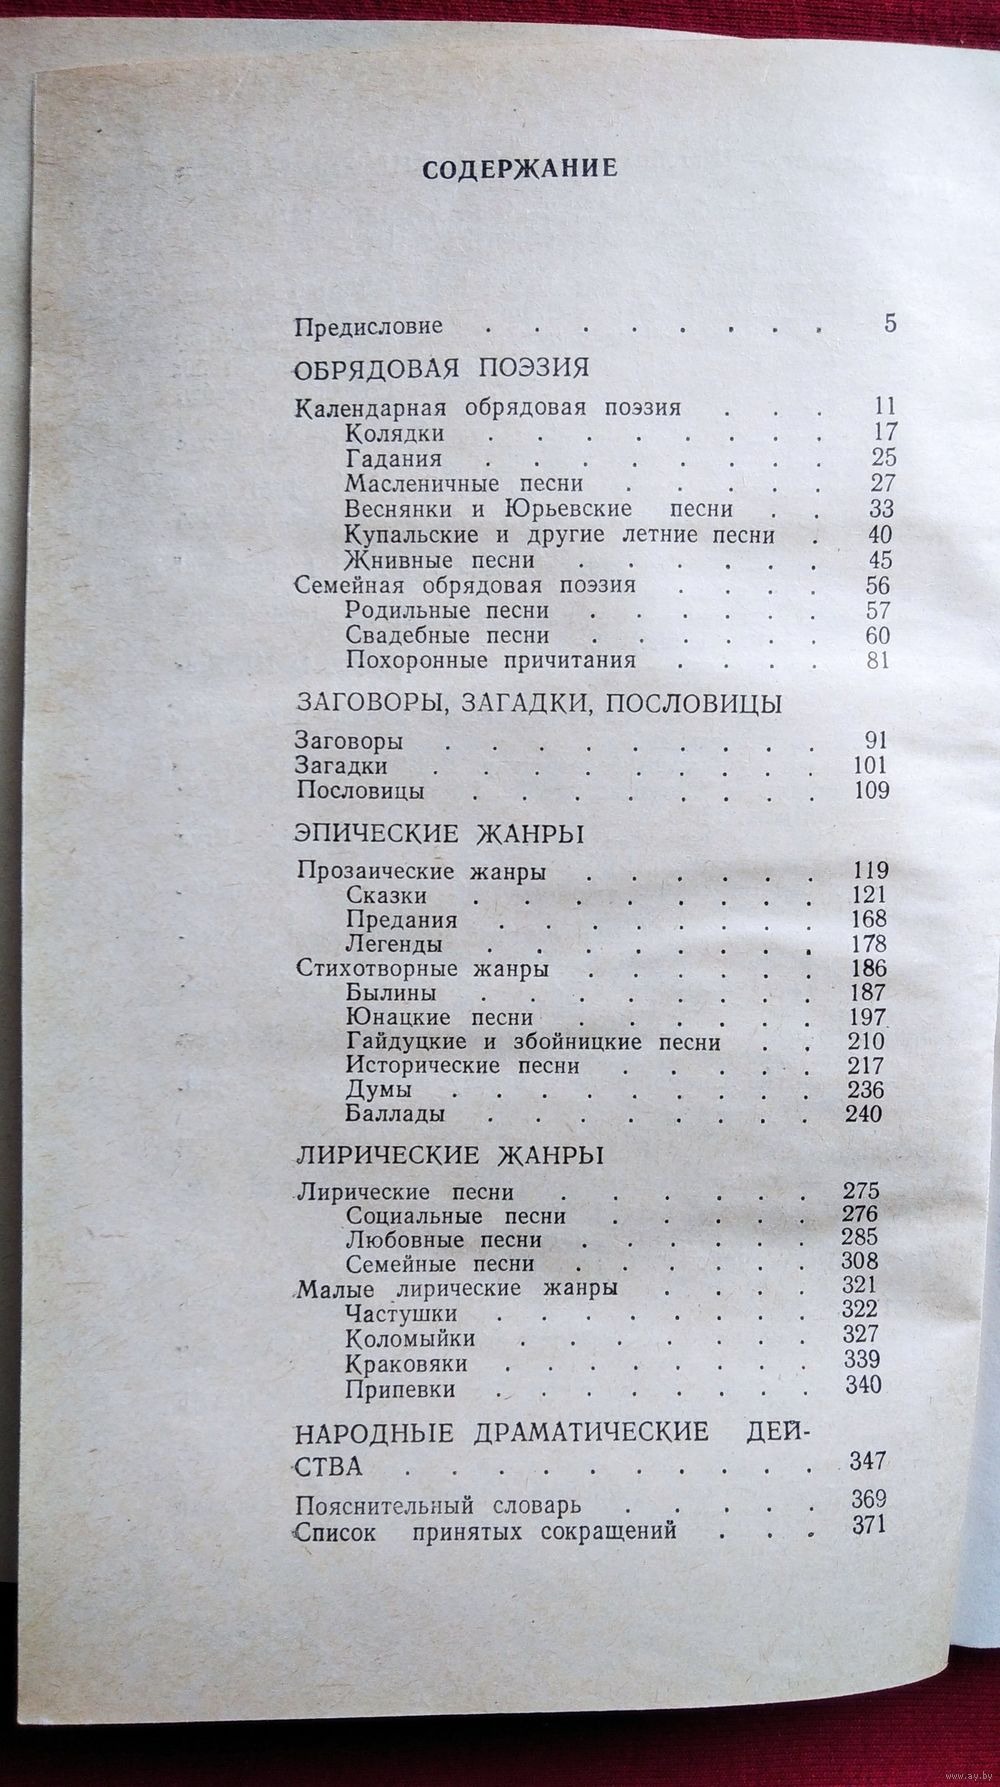 СОДЕРЖАНИЕ
Предисловие . . . . . . . . 5
ОБРЯДОВАЯ ПОЭЗИЯ
Календарная обрядовая поэзия . . . 11
Колядки . . . . . . . . 17
Гадания . . . . . . . . 25
Масленичные песни . . . . . 27
Веснянки и Юрьевские песни . . 33
Купальские и другие летние песни . 40
Жнивные песни . . . . . . 45
Семейная обрядовая поэзия . . . . 56
Родильные песни . . . . . . 57
Свадебные песни . . . . . . 60
Похоронные причитания . . . . 81
ЗАГОВОРЫ, ЗАГАДКИ, ПОСЛОВИЦЫ
Заговоры . . . . . . . . . 91
Загадки . . . . . . . . . 101
Пословицы . . . . . . . . 109
ЭПИЧЕСКИЕ ЖАНРЫ
Прозаические жанры . . . . . . 119
Сказки . . . . . . . . 121
Предания . . . . . . . 168
Легенды . . . . . . . . 178
Стихотворные жанры . . . . . . 186
Былины . . . . . . . . 187
Юнацкие песни . . . . . . 197
Гайдуцкие и збойницкие песни . . 210
Исторические песни . . . . . 217
Думы . . . . . . . . . 236
Баллады . . . . . . . . 240
ЛИРИЧЕСКИЕ ЖАНРЫ
Лирические песни . . . . . . 275
Социальные песни . . . . . 276
Любовные песни . . . . . . 285
Семейные песни . . . . . . 308
Малые лирические жанры . . . . 321
Частушки . . . . . . . 322
Коломыйки . . . . . . . 327
Краковяки . . . . . . . 339
Припевки . . . . . . . . 340
НАРОДНЫЕ ДРАМАТИЧЕСКИЕ ДЕЙ-
СТВА . . . . . . . . . . 347
Пояснительный словарь . . . . . 369
Список принятых сокращений . . . 371
www.ay.by